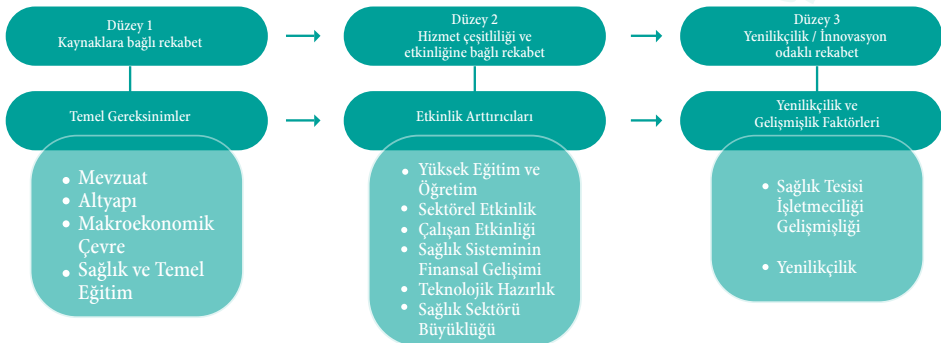 Düzey 1
Kaynaklara bağlı rekabet
Düzey 2
Hizmet çeşitliliği ve
etkinliğine bağlı rekabet
Düzey 3
Yenilikçilik / İnnovasyon
odaklı rekabet
Temel Gereksinimler
Etkinlik Arttırıcıları
Yenilikçilik ve
Gelişmişlik Faktörleri
• Mevzuat
• Altyapı
• Makroekonomik
Çevre
• Sağlık ve Temel
Eğitim
• Yüksek Eğitim ve
Öğretim
• Sektörel Etkinlik
• Çalışan Etkinliği
• Sağlık Sisteminin
Finansal Gelişimi
• Teknolojik Hazırlık
• Sağlık Sektörü
Büyüklüğü
• Sağlık Tesisi
İşletmeciliği
Gelişmişliği
• Yenilikçilik